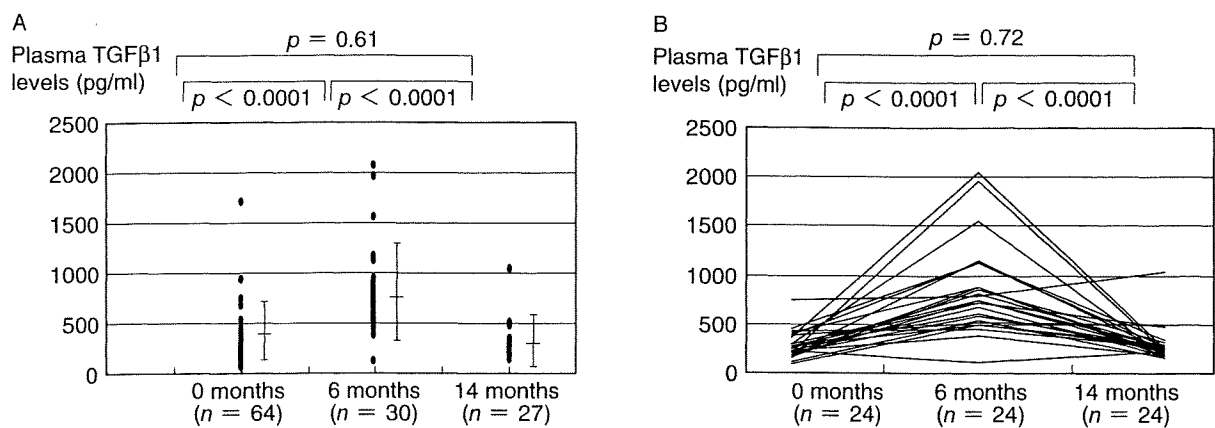 A
Plasma TGFβ1
levels (pg/ml)
p = 0.61
p < 0.0001
p < 0.0001
2500
2000
1500
1000
500
0
0 months
6 months
14 months
(n = 64)
(n = 30)
(n = 27)
B
Plasma TGFβ1
levels (pg/ml)
p = 0.72
p < 0.0001
p < 0.0001
2500
2000
1500
1000
500
0
0 months
6 months
14 months
(n = 24)
(n = 24)
(n = 24)